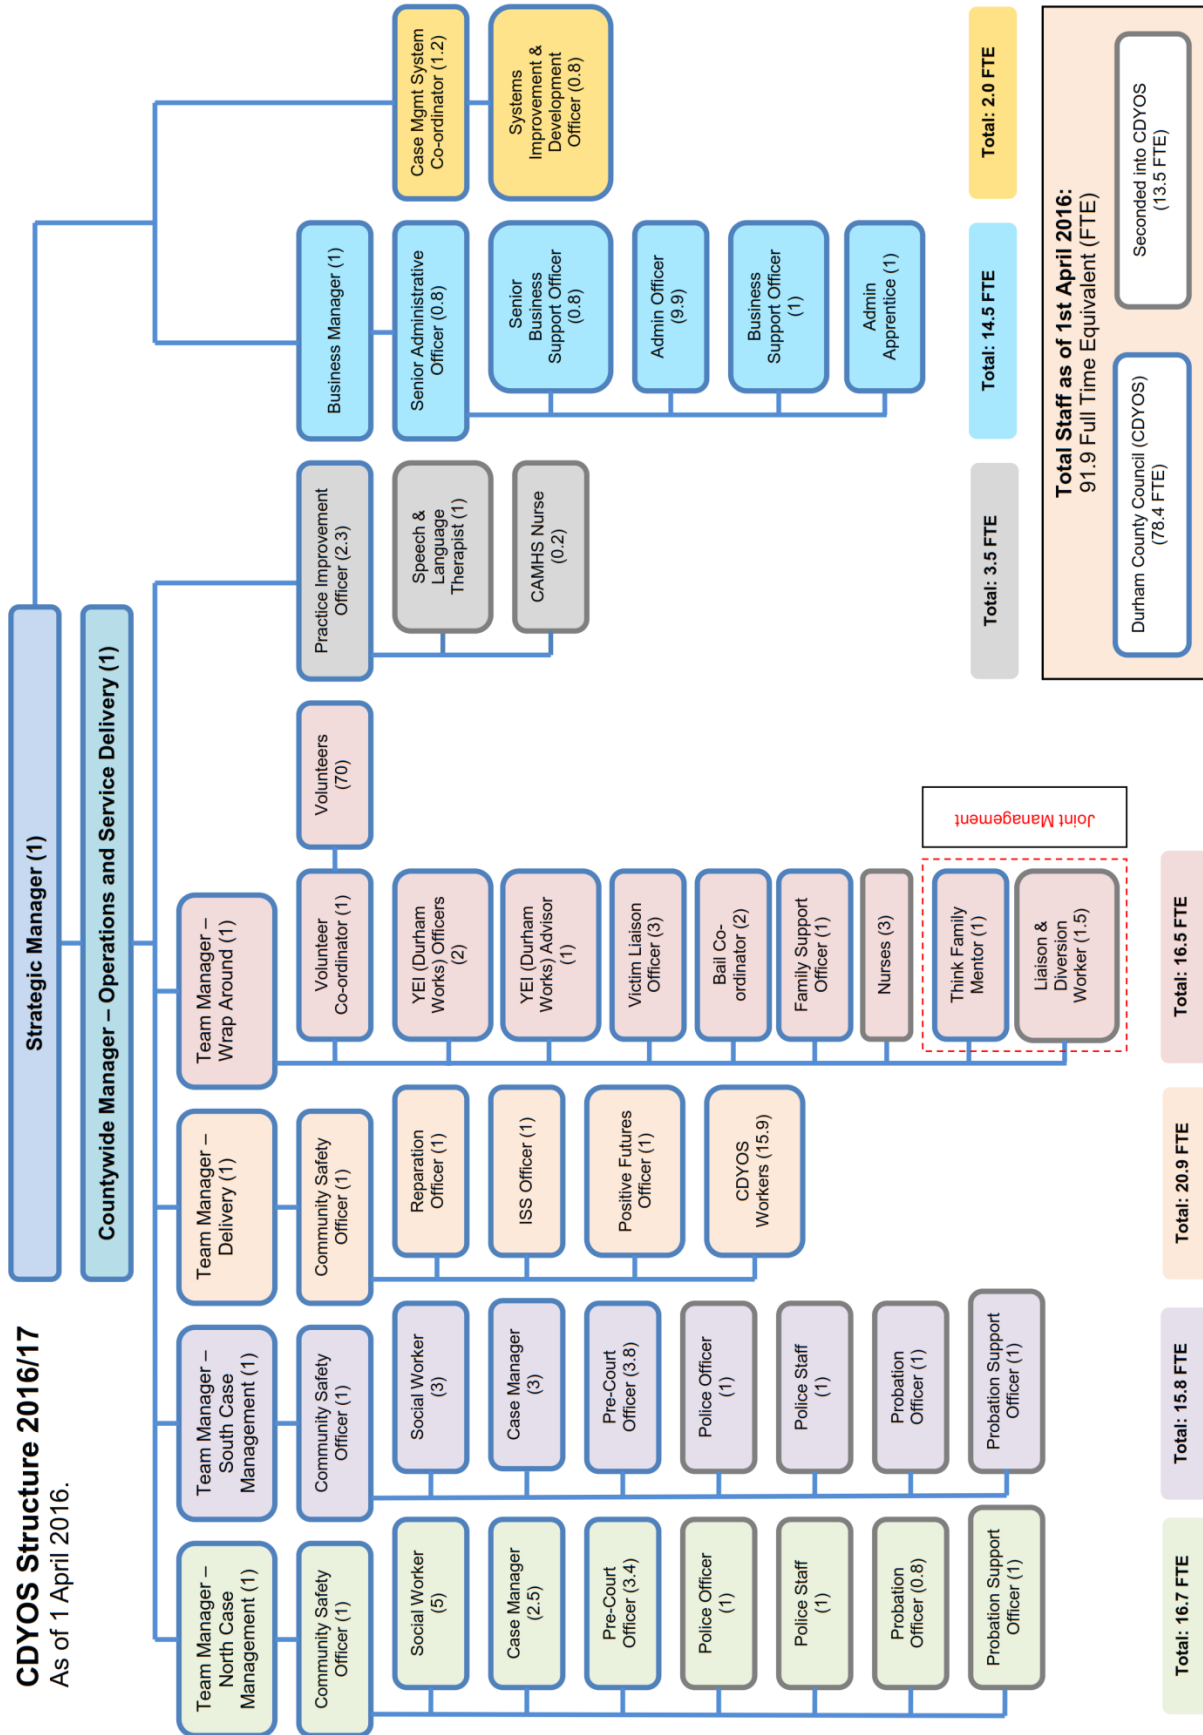 CDYOS Structure 2016/17
As of 1 April 2016.
Strategic Manager (1)
Countywide Manager – Operations and Service Delivery (1)
Team Manager –
North Case
Management (1)
Community Safety
Officer (1)
Social Worker
(5)
Case Manager
(2.5)
Pre-Court
Officer (3.4)
Police Officer
(1)
Police Staff
(1)
Probation
Officer (0.8)
Probation Support
Officer (1)
Total: 16.7 FTE
Team Manager –
South Case
Management (1)
Community Safety
Officer (1)
Social Worker
(3)
Case Manager
(3)
Pre-Court
Officer (3.8)
Police Officer
(1)
Police Staff
(1)
Probation
Officer (1)
Probation Support
Officer (1)
Total: 15.8 FTE
Team Manager –
Delivery (1)
Community Safety
Officer (1)
Reparation
Officer (1)
ISS Officer (1)
Positive Futures
Officer (1)
CDYOS
Workers (15.9)
Total: 20.9 FTE
Team Manager –
Wrap Around (1)
Volunteer
Co-ordinator (1)
Volunteers
(70)
YEI (Durham
Works) Officers
(2)
YEI (Durham
Works) Advisor
(1)
Victim Liaison
Officer (3)
Bail Co-
ordinator (2)
Family Support
Officer (1)
Nurses (3)
Think Family
Mentor (1)
Liaison &
Diversion
Worker (1.5)
Joint Management
Total: 16.5 FTE
Practice Improvement
Officer (2.3)
Speech &
Language
Therapist (1)
CAMHS Nurse
(0.2)
Total: 3.5 FTE
Business Manager (1)
Senior Administrative
Officer (0.8)
Senior
Business
Support Officer
(0.8)
Admin Officer
(9.9)
Business
Support Officer
(1)
Admin
Apprentice (1)
Total: 14.5 FTE
Case Mgmt System
Co-ordinator (1.2)
Systems
Improvement &
Development
Officer (0.8)
Total: 2.0 FTE
Total Staff as of 1st April 2016:
91.9 Full Time Equivalent (FTE)
Durham County Council (CDYOS)
(78.4 FTE)
Seconded into CDYOS
(13.5 FTE)